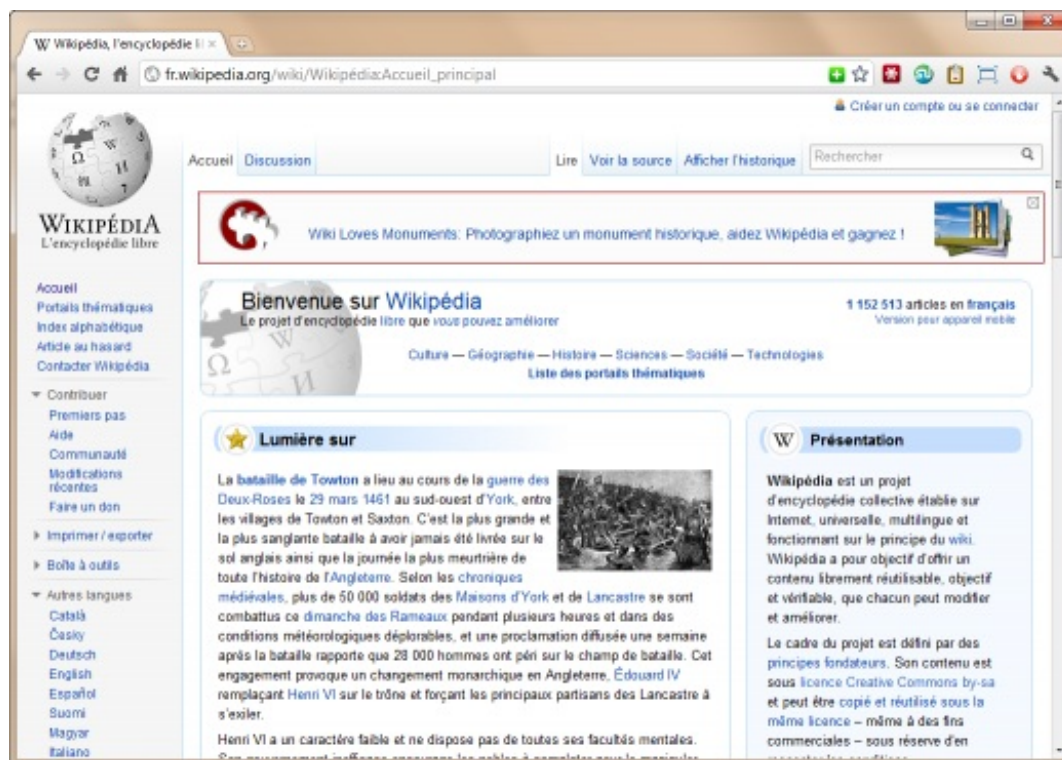 Wikipédia, l'encyclopédie li
fr.wikipedia.org/wiki/Wikipédia:Accueil_principal
Créer un compte ou se connecter
Accueil Discussion Lire Voir la source Afficher l'historique Rechercher
WIKIPÉDIA
L'encyclopédie libre
Wiki Loves Monuments: Photographiez un monument historique, aidez Wikipédia et gagnez !
Accueil
Portails thématiques
Index alphabétique
Article au hasard
Contacter Wikipédia
Contribuer
Premiers pas
Aide
Communauté
Modifications
récentes
Faire un don
Imprimer / exporter
Boîte à outils
Autres langues
Català
Česky
Deutsch
English
Español
Suomi
Magyar
Italiano
Bienvenue sur Wikipédia
Le projet d'encyclopédie libre que vous pouvez améliorer
1 152 513 articles en français
Version pour appareil mobile
Culture — Géographie — Histoire — Sciences — Société — Technologies
Liste des portails thématiques
Lumière sur
La bataille de Towton a lieu au cours de la guerre des
Deux-Roses le 29 mars 1461 au sud-ouest d'York, entre
les villages de Towton et Saxton. C'est la plus grande et
la plus sanglante bataille à avoir jamais été livrée sur le
sol anglais ainsi que la journée la plus meurtrière de
toute l'histoire de l'Angleterre. Selon les chroniques
médiévales, plus de 50 000 soldats des Maisons d'York et de Lancastre se sont
combattus ce dimanche des Rameaux pendant plusieurs heures et dans des
conditions météorologiques déplorables, et une proclamation diffusée une semaine
après la bataille rapporte que 28 000 hommes ont péri sur le champ de bataille. Cet
engagement provoque un changement monarchique en Angleterre, Édouard IV
remplaçant Henri VI sur le trône et forçant les principaux partisans des Lancastre à
s'exiler.
Henri VI a un caractère faible et ne dispose pas de toutes ses facultés mentales.
Présentation
Wikipédia est un projet
d'encyclopédie collective établie sur
Internet, universelle, multilingue et
fonctionnant sur le principe du wiki.
Wikipédia a pour objectif d'offrir un
contenu librement réutilisable, objectif
et vérifiable, que chacun peut modifier
et améliorer.
Le cadre du projet est défini par des
principes fondateurs. Son contenu est
sous licence Creative Commons by-sa
et peut être copié et réutilisé sous la
même licence – même à des fins
commerciales – sous réserve d'en